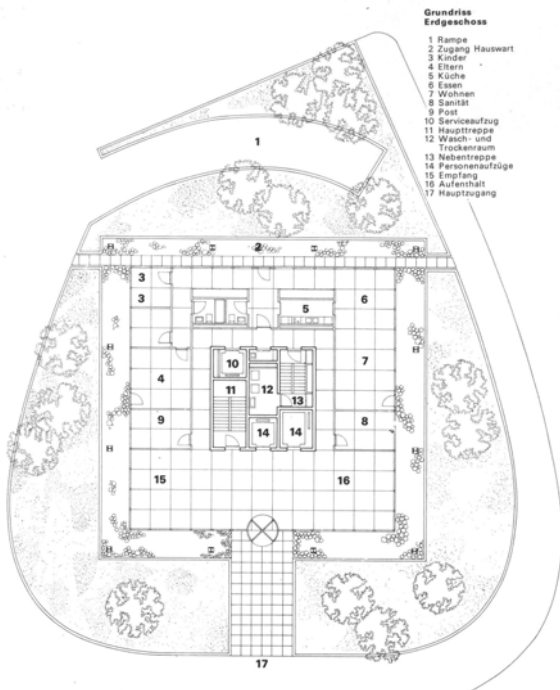 Grundriss
Erdgeschoss
1 Rampe
2 Zugang Hauswart
3 Kinder
4 Eltern
5 Küche
6 Essen
7 Wohnen
8 Sanität
9 Post
10 Serviceaufzug
11 Haupttreppe
12 Wasch- und
Trockenraum
13 Nebentreppe
14 Personenaufzüge
15 Empfang
16 Aufenthalt
17 Hauptzugang
1
2
3
3
5
6
4
10
12
7
11
13
9
14
14
8
15
16
17